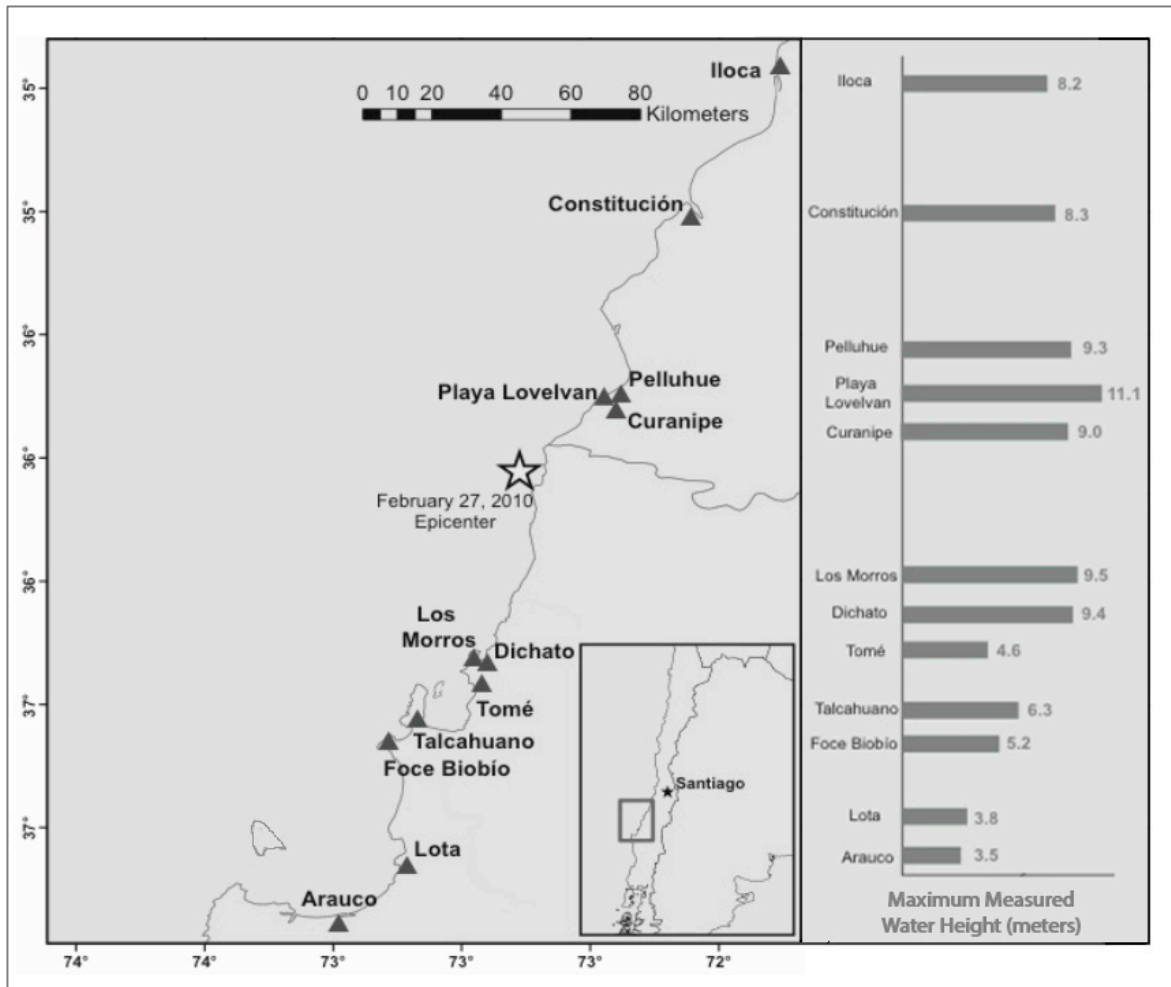 Iloca
0 10 20 40 60 80
Kilometers
Constitución
Pelluhue
Playa Lovelvan
Curanipe
February 27, 2010
Epicenter
Los
Morros
Dichato
Tomé
Talcahuano
Foce Biobío
Lota
Arauco
Santiago
35°
35°
36°
36°
36°
37°
37°
74° 74° 73° 73° 73° 72°
Iloca 8.2
Constitución 8.3
Pelluhue 9.3
Playa
Lovelvan 11.1
Curanipe 9.0
Los Morros 9.5
Dichato 9.4
Tomé 4.6
Talcahuano 6.3
Foce Biobío 5.2
Lota 3.8
Arauco 3.5
Maximum Measured
Water Height (meters)